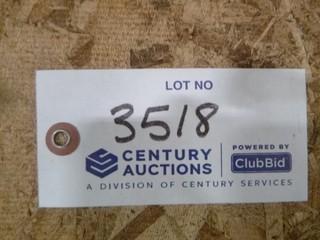 LOT NO
3518
CENTURY AUCTIONS
POWERED BY
ClubBid
A DIVISION OF CENTURY SERVICES